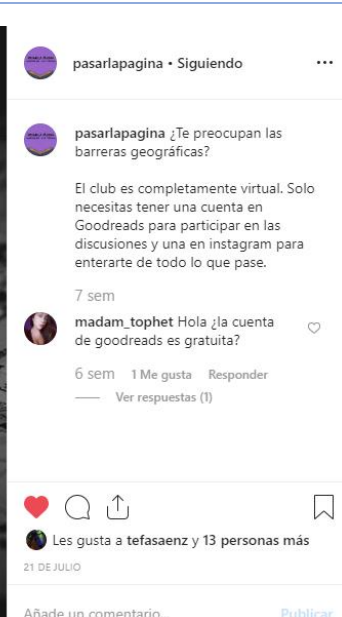 pasarlapagina • Siguiendo
pasarlapagina ¿Te preocupan las
barreras geográficas?
El club es completamente virtual. Solo
necesitas tener una cuenta en
Goodreads para participar en las
discusiones y una en instagram para
enterarte de todo lo que pase.
7 sem
madam_tophet Hola ¿la cuenta
de goodreads es gratuita?
6 sem 1 Me gusta Responder
Ver respuestas (1)
Les gusta a tefasaenz y 13 personas más
21 DE JULIO
Añade un comentario... Publicar